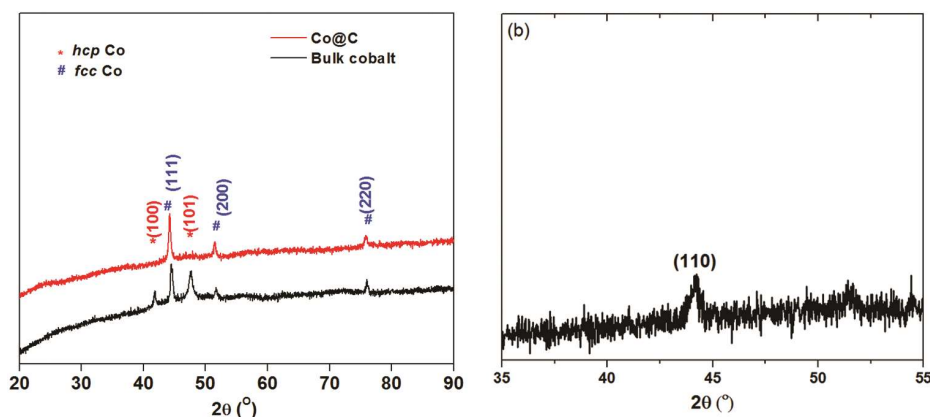 * hcp Co
# fcc Co
Co@C
Bulk cobalt
*(100)
# (111)
*(101)
# (200)
#(220)
20 30 40 50 60 70 80 90
2θ (°)
(b)
(110)
35 40 45 50 55
2θ (°)